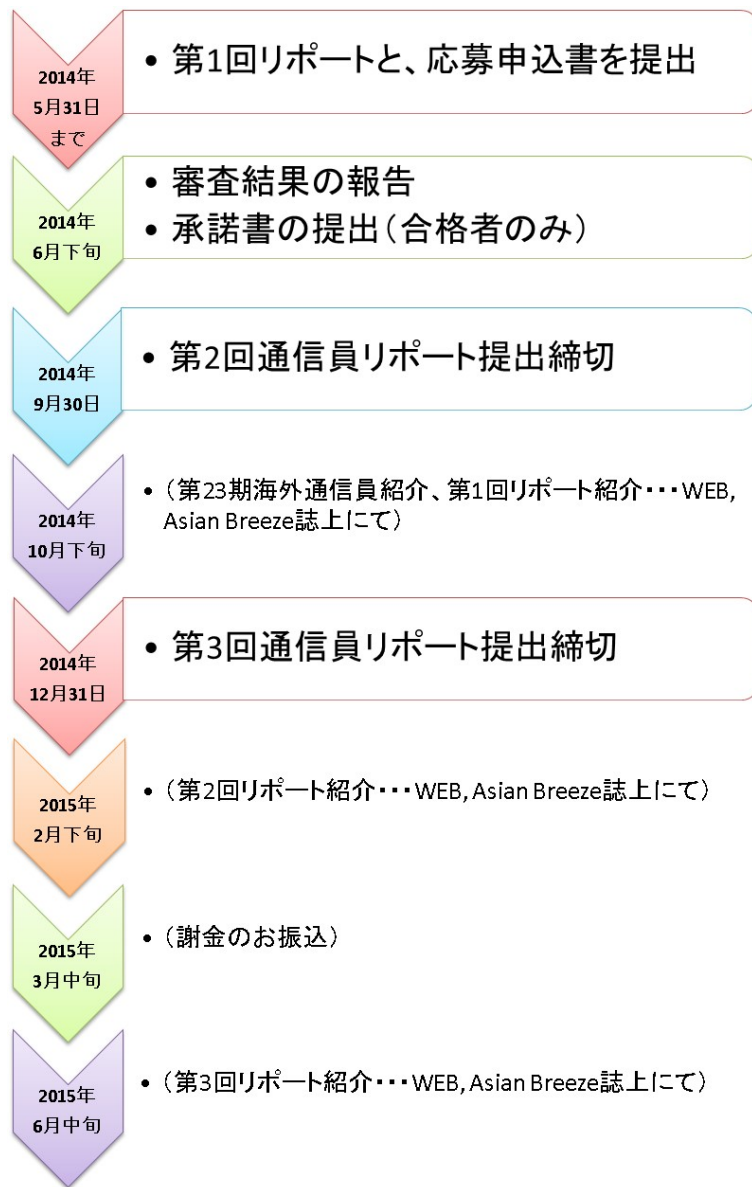 2014年
5月31日
まで
• 第1回リポートと、応募申込書を提出
2014年
6月下旬
• 審査結果の報告
• 承諾書の提出（合格者のみ）
2014年
9月30日
• 第2回通信員リポート提出締切
2014年
10月下旬
• （第23期海外通信員紹介、第1回リポート紹介・・・WEB,
Asian Breeze誌上にて）
2014年
12月31日
• 第3回通信員リポート提出締切
2015年
2月下旬
• （第2回リポート紹介・・・WEB, Asian Breeze誌上にて）
2015年
3月中旬
• （謝金のお振込）
2015年
6月中旬
• （第3回リポート紹介・・・WEB, Asian Breeze誌上にて）